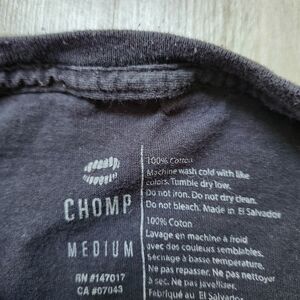 CHOMP
MEDIUM
RN #147017
CA #07043
100% Cotton
Machine wash cold with like
colors. Tumble dry low.
Do not iron. Do not dry clean.
Do not bleach. Made in El Salvador
100% Coton
Lavage en machine à froid
avec des couleurs semblables.
Séchage à basse température.
Ne pas repasser. Ne pas nettoyer
à sec. Ne pas javelliser.
Fabriqué au El Salvador